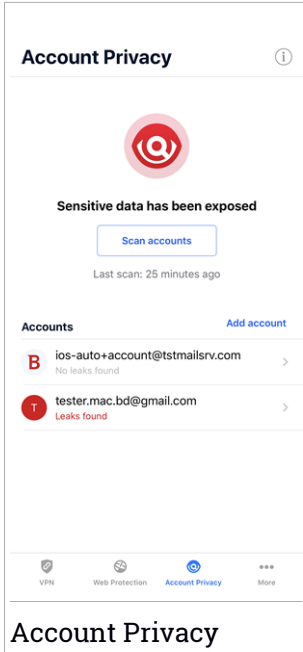 Account Privacy
i
Sensitive data has been exposed
Scan accounts
Last scan: 25 minutes ago
Accounts
Add account
B
ios-auto+account@tstmailsrv.com
No leaks found
T
tester.mac.bd@gmail.com
Leaks found
VPN
Web Protection
Account Privacy
More
Account Privacy